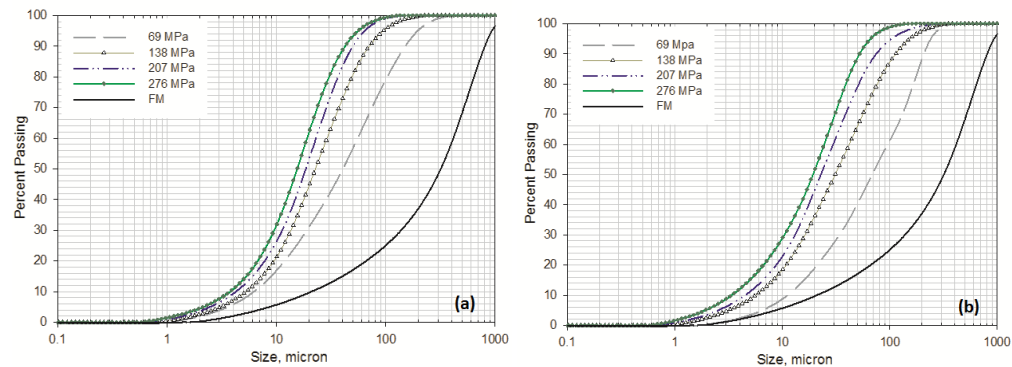 100
90
80
70
60
50
40
30
20
10
0
Percent Passing
69 MPa
138 MPa
207 MPa
276 MPa
FM
(a)
0.1 1 10 100 1000
Size, micron
100
90
80
70
60
50
40
30
20
10
0
Percent Passing
69 Mpa
138 MPa
207 MPa
276 MPa
FM
(b)
0.1 1 10 100 1000
Size, micron